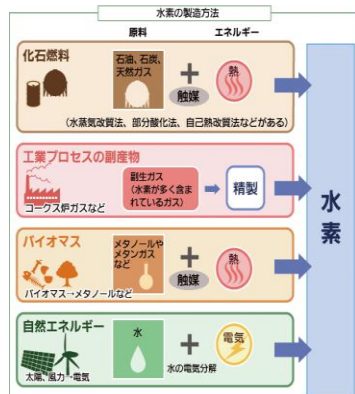 水素の製造方法
原料
エネルギー
化石燃料
石油、石炭、
天然ガス
＋
触媒
熱
（水蒸気改質法、部分酸化法、自己熱改質法などがある）
工業プロセスの副産物
コークス炉ガスなど
副生ガス
（水素が多く含ま
れているガス）
精製
バイオマス
バイオマス→メタノールなど
メタノールや
メタンガス
など
＋
触媒
熱
自然エネルギー
太陽、風力→電気
水
＋
電気
水の電気分解
水素